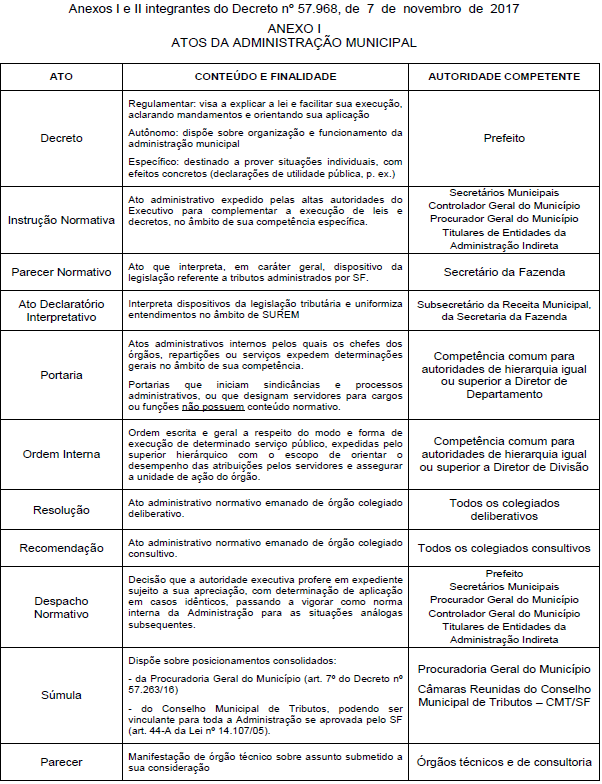 Anexos I e II integrantes do Decreto nº 57.968, de 7 de novembro de 2017
ANEXO I
ATOS DA ADMINISTRAÇÃO MUNICIPAL
ATO
CONTEÚDO E FINALIDADE
AUTORIDADE COMPETENTE
Decreto
Regulamentar: visa a explicar a lei e facilitar sua execução,
aclarando mandamentos e orientando sua aplicação
Autônomo: dispõe sobre organização e funcionamento da
administração municipal
Específico: destinado a prover situações individuais, com
efeitos concretos (declarações de utilidade pública, p. ex.)
Prefeito
Instrução Normativa
Ato administrativo expedido pelas altas autoridades do
Executivo para complementar a execução de leis e
decretos, no âmbito de sua competência específica.
Secretários Municipais
Controlador Geral do Município
Procurador Geral do Município
Titulares de Entidades da
Administração Indireta
Parecer Normativo
Ato que interpreta, em caráter geral, dispositivo da
legislação referente a tributos administrados por SF.
Secretário da Fazenda
Ato Declaratório
Interpretativo
Interpreta dispositivos da legislação tributária e uniformiza
entendimentos no âmbito de SUREM
Subsecretário da Receita Municipal,
da Secretaria da Fazenda
Portaria
Atos administrativos internos pelos quais os chefes dos
órgãos, repartições ou serviços expedem determinações
gerais no âmbito de sua competência.
Portarias que iniciam sindicâncias e processos
administrativos, ou que designam servidores para cargos
ou funções não possuem conteúdo normativo.
Competência comum para
autoridades de hierarquia igual
ou superior a Diretor de
Departamento
Ordem Interna
Ordem escrita e geral a respeito do modo e forma de
execução de determinado serviço público, expedidas pelo
superior hierárquico com o escopo de orientar o
desempenho das atribuições pelos servidores e assegurar
a unidade de ação do órgão.
Competência comum para
autoridades de hierarquia igual
ou superior a Diretor de Divisão
Resolução
Ato administrativo normativo emanado de órgão colegiado
deliberativo.
Todos os colegiados
deliberativos
Recomendação
Ato administrativo normativo emanado de órgão colegiado
consultivo.
Todos os colegiados consultivos
Despacho
Normativo
Decisão que a autoridade executiva profere em expediente
sujeito a sua apreciação, com determinação de aplicação
em casos idênticos, passando a vigorar como norma
interna da Administração para as situações análogas
subsequentes.
Prefeito
Secretários Municipais
Procurador Geral do Município
Controlador Geral do Município
Titulares de Entidades da
Administração Indireta
Súmula
Dispõe sobre posicionamentos consolidados:
- da Procuradoria Geral do Município (art. 7º do Decreto nº
57.263/16)
- do Conselho Municipal de Tributos, podendo ser
vinculante para toda a Administração se aprovada pelo SF
(art. 44-A da Lei nº 14.107/05).
Procuradoria Geral do Município
Câmaras Reunidas do Conselho
Municipal de Tributos – CMT/SF
Parecer
Manifestação de órgão técnico sobre assunto submetido a
sua consideração
Órgãos técnicos e de consultoria